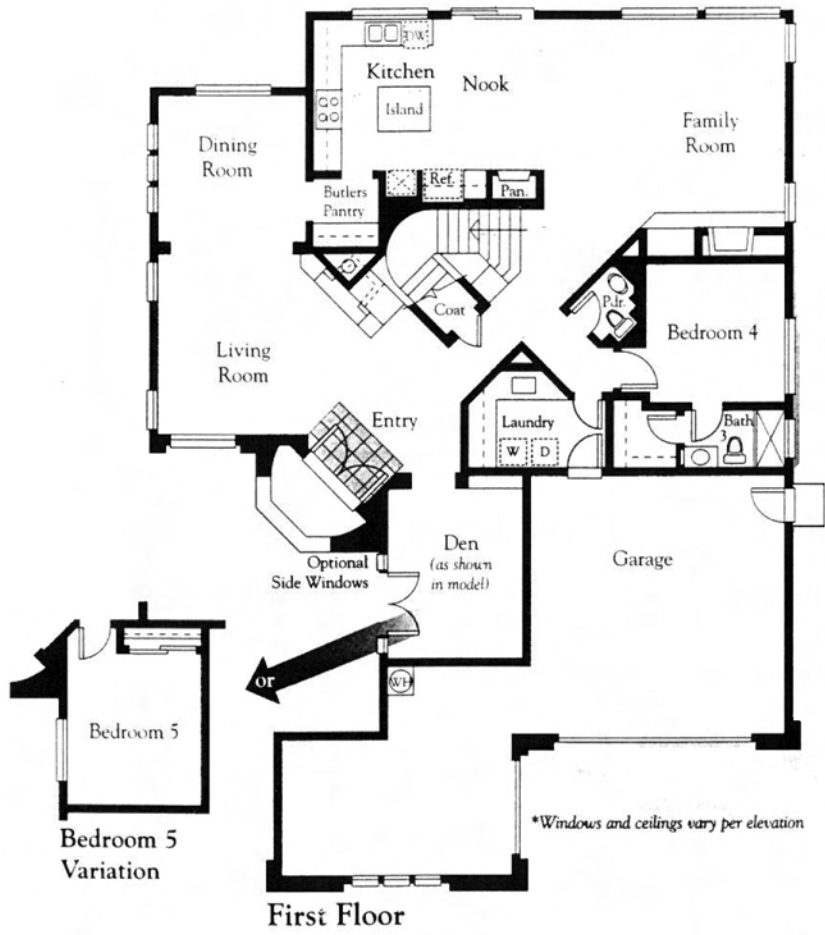 DW
Kitchen
Nook
Island
Family
Room
Dining
Room
Ref.
Pan.
Butlers
Pantry
Coat
Pdr.
Bedroom 4
Living
Room
Entry
Laundry
W D
Bath
3
Den
(as shown
in model)
Garage
Optional
Side Windows
or
WH
Bedroom 5
Bedroom 5
Variation
*Windows and ceilings vary per elevation
First Floor